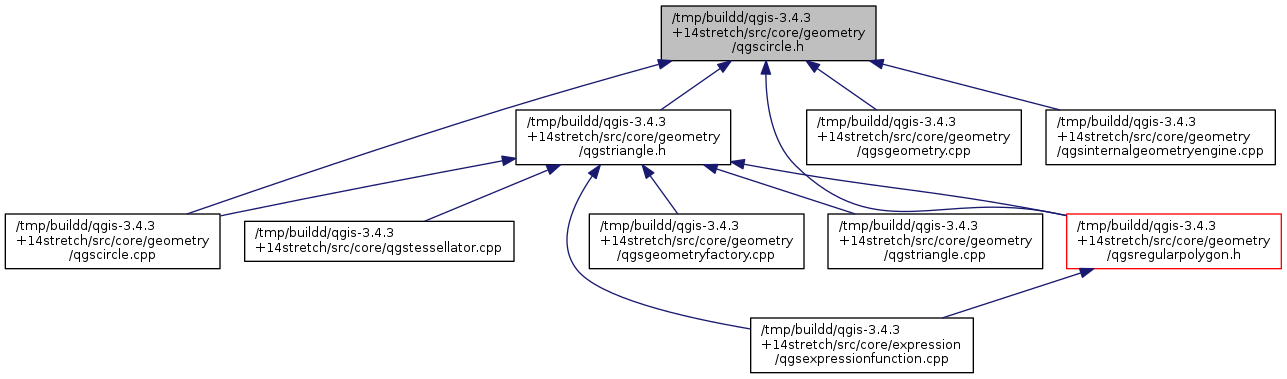 /tmp/buildd/qgis-3.4.3
+14stretch/src/core/geometry
/qgscircle.h
/tmp/buildd/qgis-3.4.3
+14stretch/src/core/geometry
/qgstriangle.h
/tmp/buildd/qgis-3.4.3
+14stretch/src/core/geometry
/qgsgeometry.cpp
/tmp/buildd/qgis-3.4.3
+14stretch/src/core/geometry
/qgsinternalgeometryengine.cpp
/tmp/buildd/qgis-3.4.3
+14stretch/src/core/geometry
/qgscircle.cpp
/tmp/buildd/qgis-3.4.3
+14stretch/src/core/qgstessellator.cpp
/tmp/buildd/qgis-3.4.3
+14stretch/src/core/geometry
/qgsgeometryfactory.cpp
/tmp/buildd/qgis-3.4.3
+14stretch/src/core/geometry
/qgstriangle.cpp
/tmp/buildd/qgis-3.4.3
+14stretch/src/core/geometry
/qgsregularpolygon.h
/tmp/buildd/qgis-3.4.3
+14stretch/src/core/expression
/qgsexpressionfunction.cpp